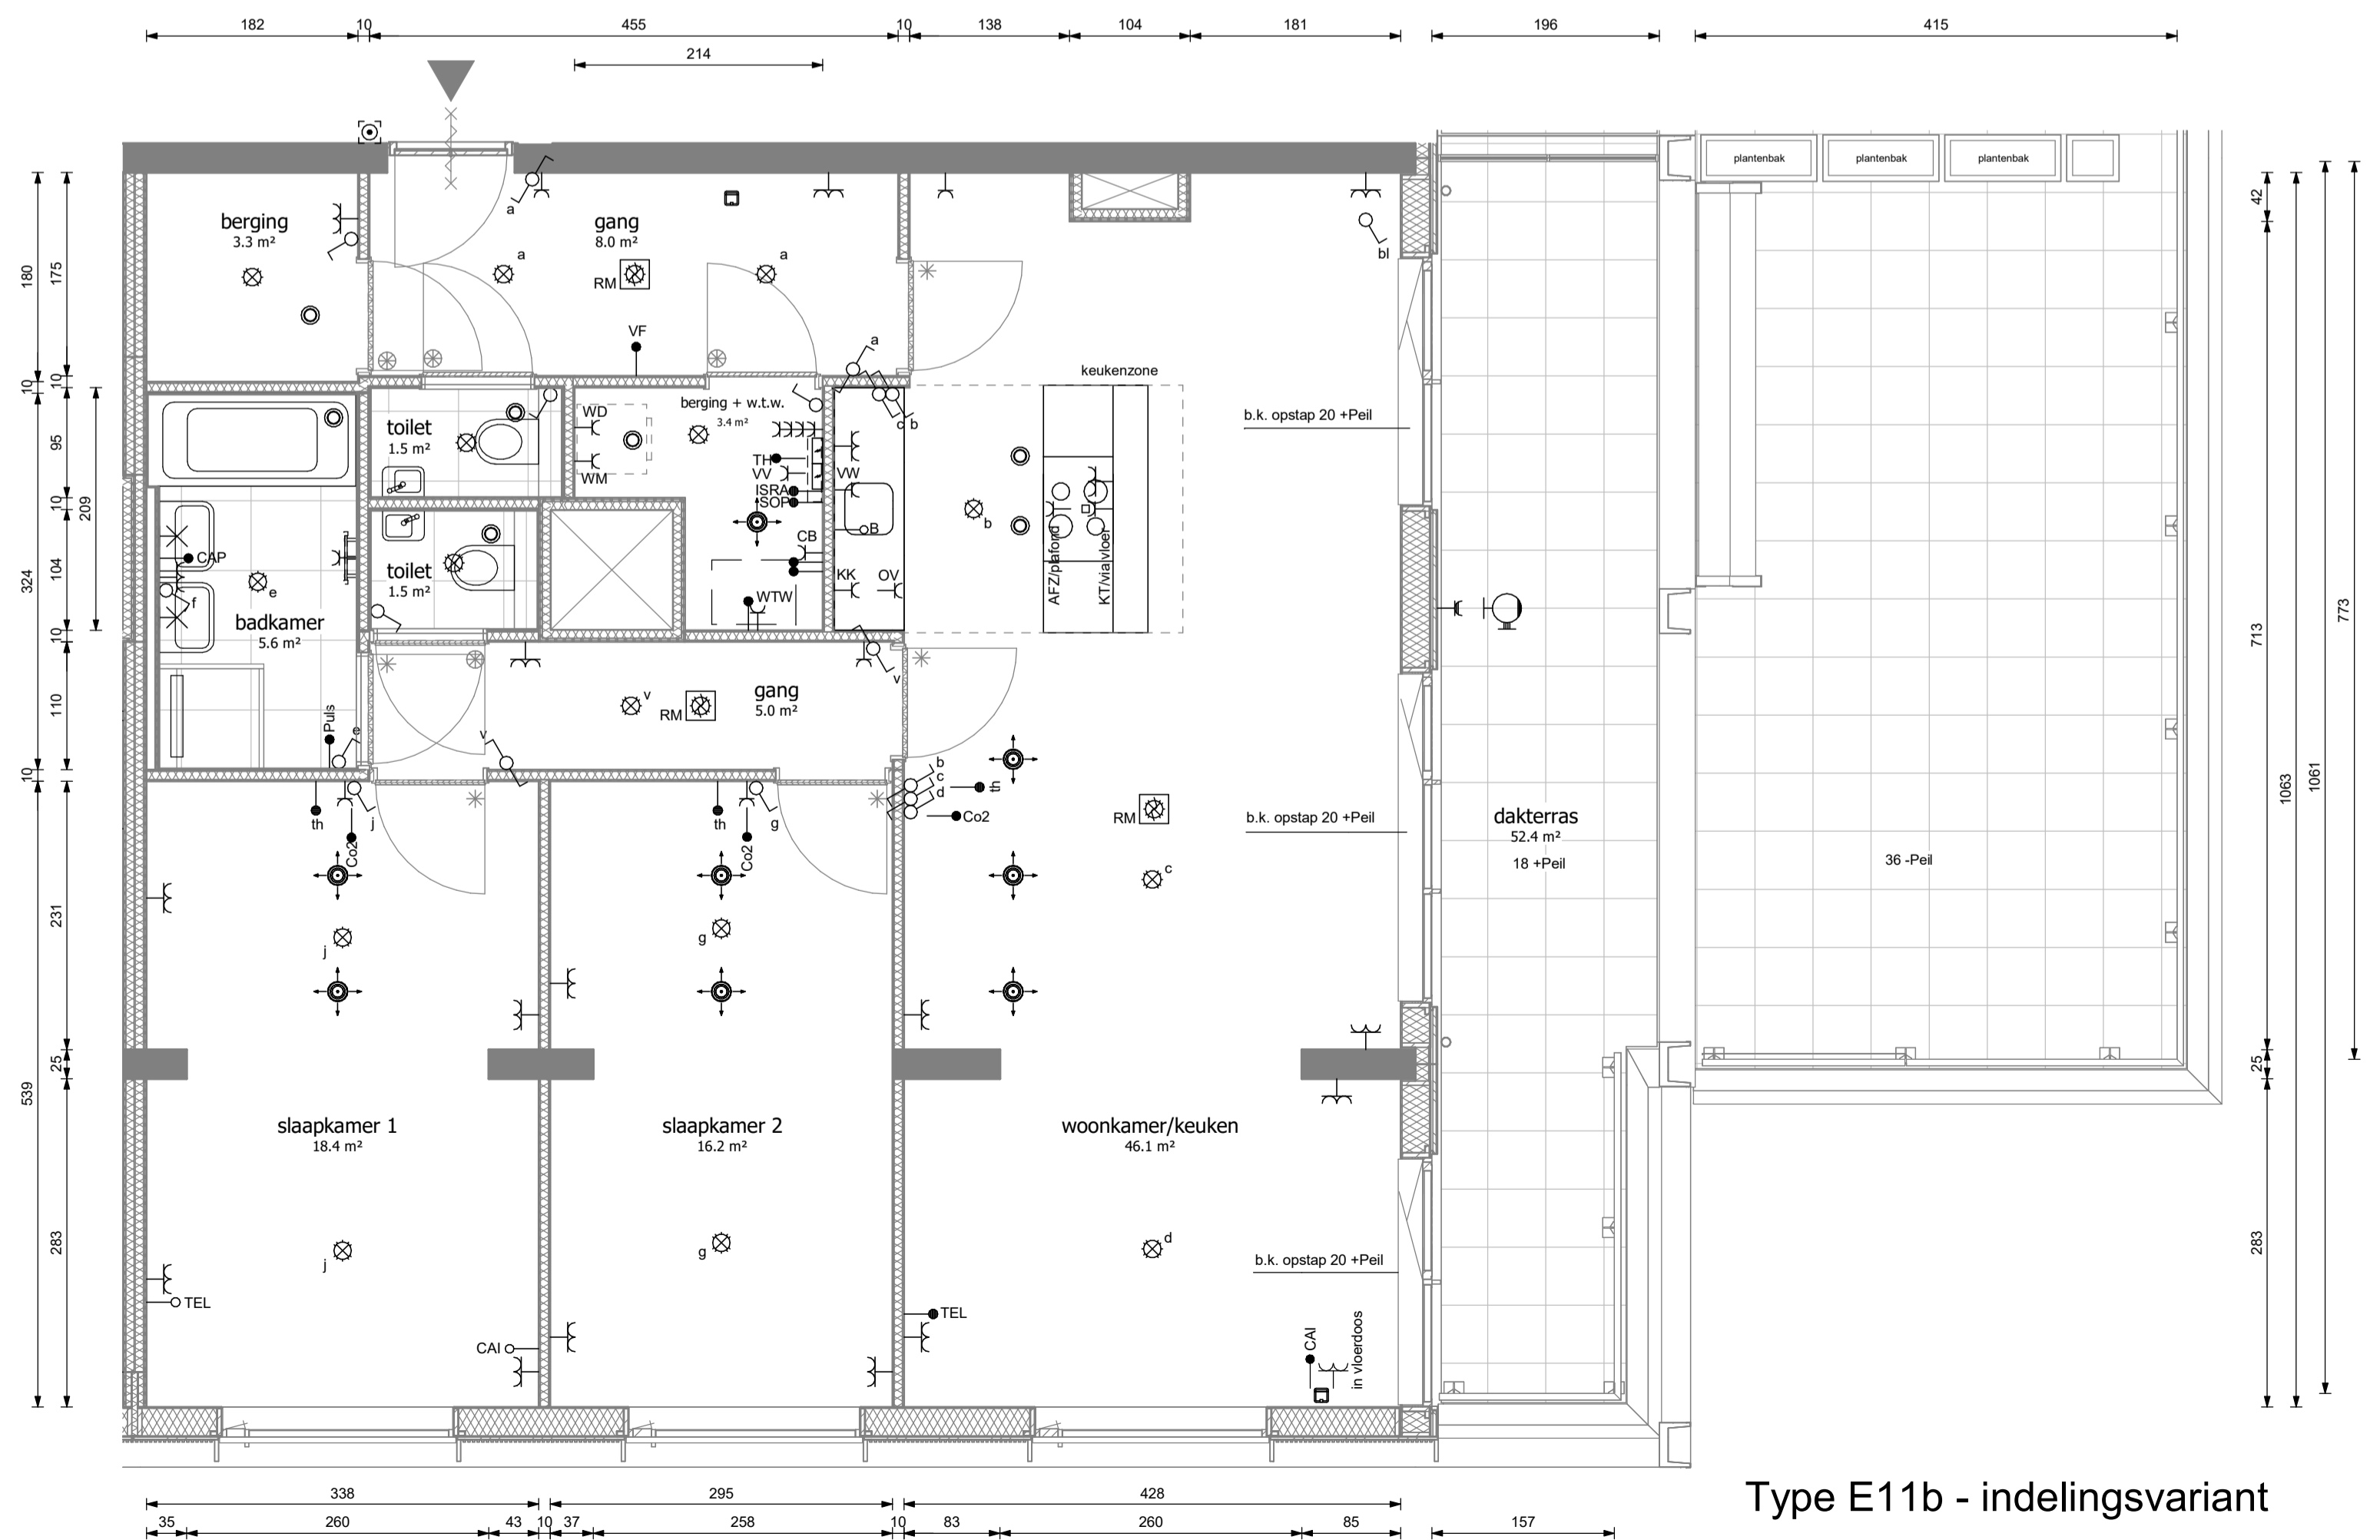 182
10
455
10
138
104
181
196
415
214
plantenbak
plantenbak
plantenbak
berging
3.3 m²
gang
8.0 m²
a
a
a
RM
VF
a
bl
42
180
175
10
10
keukenzone
b.k. opstap 20 +Peil
toilet
1.5 m²
WD
WM
berging + w.t.w.
3.4 m²
c
b
TH
VV
ISRA
SOP
CB
WTW
VW
B
KK
OV
b
AFZ/plafond
KT/via vloer
95
10
209
104
324
10
110
10
CAP
f
e
badkamer
5.6 m²
toilet
1.5 m²
Puls
e
v
RM
gang
5.0 m²
v
v
773
713
1063
1061
th
Co2
j
th
Co2
g
b
c
d
th
Co2
RM
b.k. opstap 20 +Peil
c
dakterras
52.4 m²
18 +Peil
36 -Peil
231
25
539
283
j
g
25
283
slaapkamer 1
18.4 m²
slaapkamer 2
16.2 m²
woonkamer/keuken
46.1 m²
j
g
d
b.k. opstap 20 +Peil
TEL
CAI
TEL
CAI
in vloerdoos
338
295
428
35
260
43
10
37
258
10
83
260
85
157
Type E11b - indelingsvariant